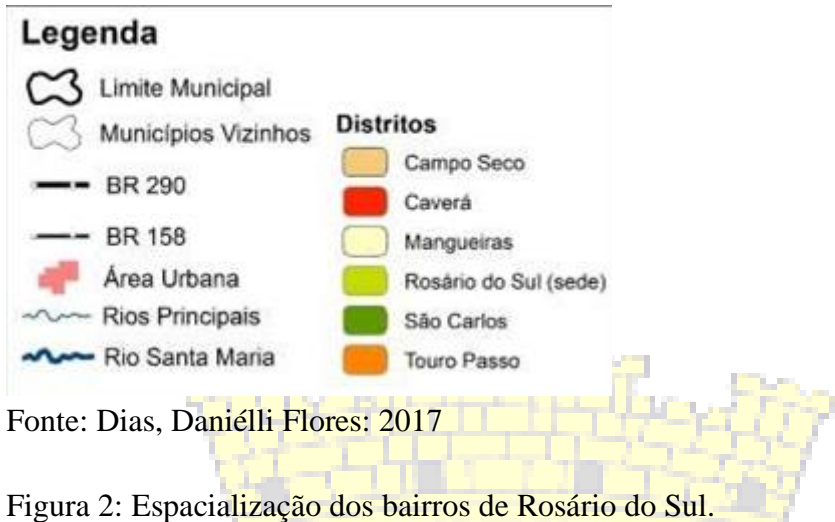 Legenda
Limite Municipal
Municípios Vizinhos
BR 290
BR 158
Área Urbana
Rios Principais
Rio Santa Maria
Distritos
Campo Seco
Caverá
Mangueiras
Rosário do Sul (sede)
São Carlos
Touro Passo
Fonte: Dias, Daniélli Flores: 2017
Figura 2: Espacialização dos bairros de Rosário do Sul.